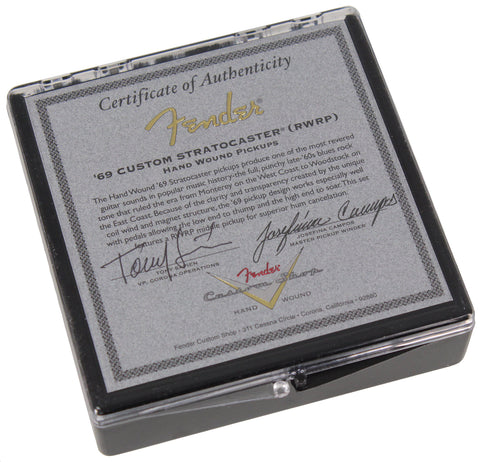 Certificate of Authenticity
Fender
'69 CUSTOM STRATOCASTER® (RWRP)
HAND WOUND PICKUPS
The Hand Wound '69 Stratocaster pickups produce one of the most revered
guitar sounds in popular music history-the full, punchy late-'60s blues rock
tone that ruled the era from Monterey on the West Coast, to Woodstock on
the East Coast. Because of the clarity and transparency created by the unique
coil wind and magnet structure, the '69 pickup design works especially well
with pedals allowing the low end to thump and the high end to soar. This set
features RWRP middle pickup for superior hum cancelation.
TONY
VP, CORONA OPERATIONS
Josefina Campos
JOSEFINA CAMPOS
MASTER PICKUP WINDER
Fender
Custom Shop
HAND WOUND
Fender Custom Shop • 311 Cessna Circle • Corona, California • 92880